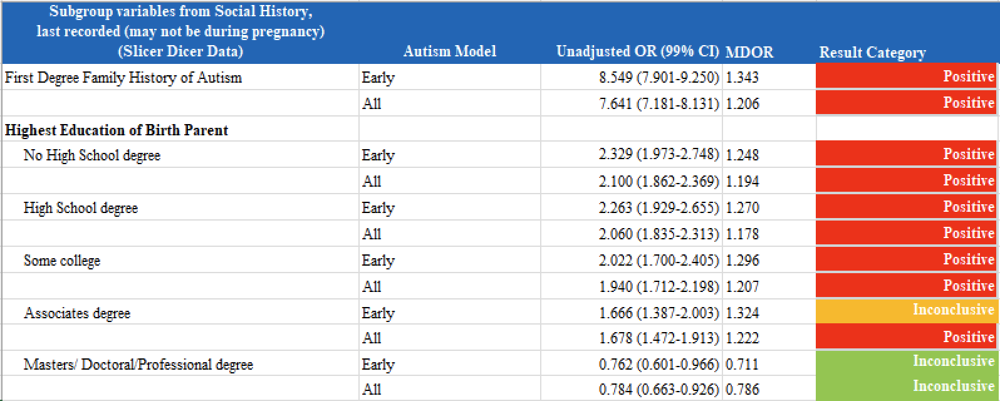 Subgroup variables from Social History,
last recorded (may not be during pregnancy)
(Slicer Dicer Data) Autism Model Unadjusted OR (99% CI) MDOR Result Category
First Degree Family History of Autism Early 8.549 (7.901-9.250) 1.343 Positive
All 7.641 (7.181-8.131) 1.206 Positive
Highest Education of Birth Parent
No High School degree Early 2.329 (1.973-2.748) 1.248 Positive
All 2.100 (1.862-2.369) 1.194 Positive
High School degree Early 2.263 (1.929-2.655) 1.270 Positive
All 2.060 (1.835-2.313) 1.178 Positive
Some college Early 2.022 (1.700-2.405) 1.296 Positive
All 1.940 (1.712-2.198) 1.207 Positive
Associates degree Early 1.666 (1.387-2.003) 1.324 Inconclusive
All 1.678 (1.472-1.913) 1.222 Positive
Masters/ Doctoral/Professional degree Early 0.762 (0.601-0.966) 0.711 Inconclusive
All 0.784 (0.663-0.926) 0.786 Inconclusive